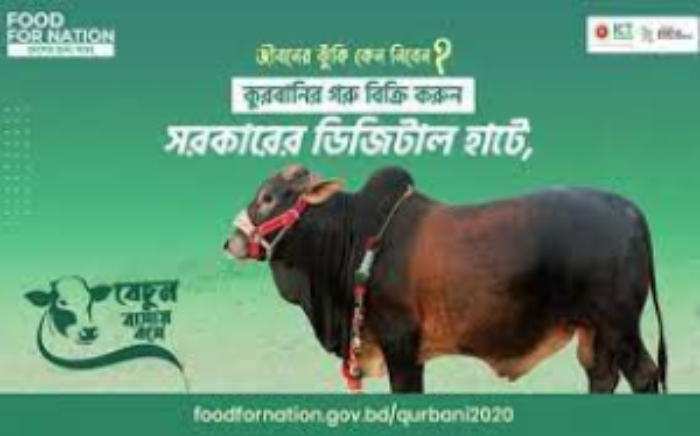 FOOD
FOR NATION
জীবনের ঝুঁকি কেন নিবেন?
কুরবানির গরু বিক্রি করুন
সরকারের ডিজিটাল হাটে,
বেচুন
বাসায়
বসে
foodfornation.gov.bd/qurbani2020